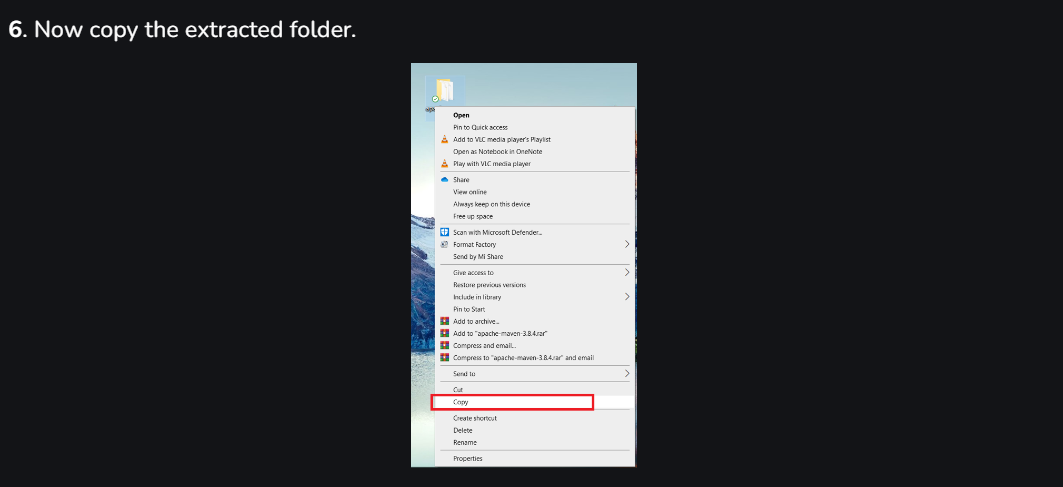 6. Now copy the extracted folder.
Open
Pin to Quick access
Add to VLC media player's Playlist
Open as Notebook in OneNote
Play with VLC media player
Share
View online
Always keep on this device
Free up space
Scan with Microsoft Defender...
Format Factory
Send by Mi Share
Give access to
Restore previous versions
Include in library
Pin to Start
Add to archive...
Add to "apache-maven-3.8.4.rar"
Compress and email...
Compress to "apache-maven-3.8.4.rar" and email
Send to
Cut
Copy
Create shortcut
Delete
Rename
Properties